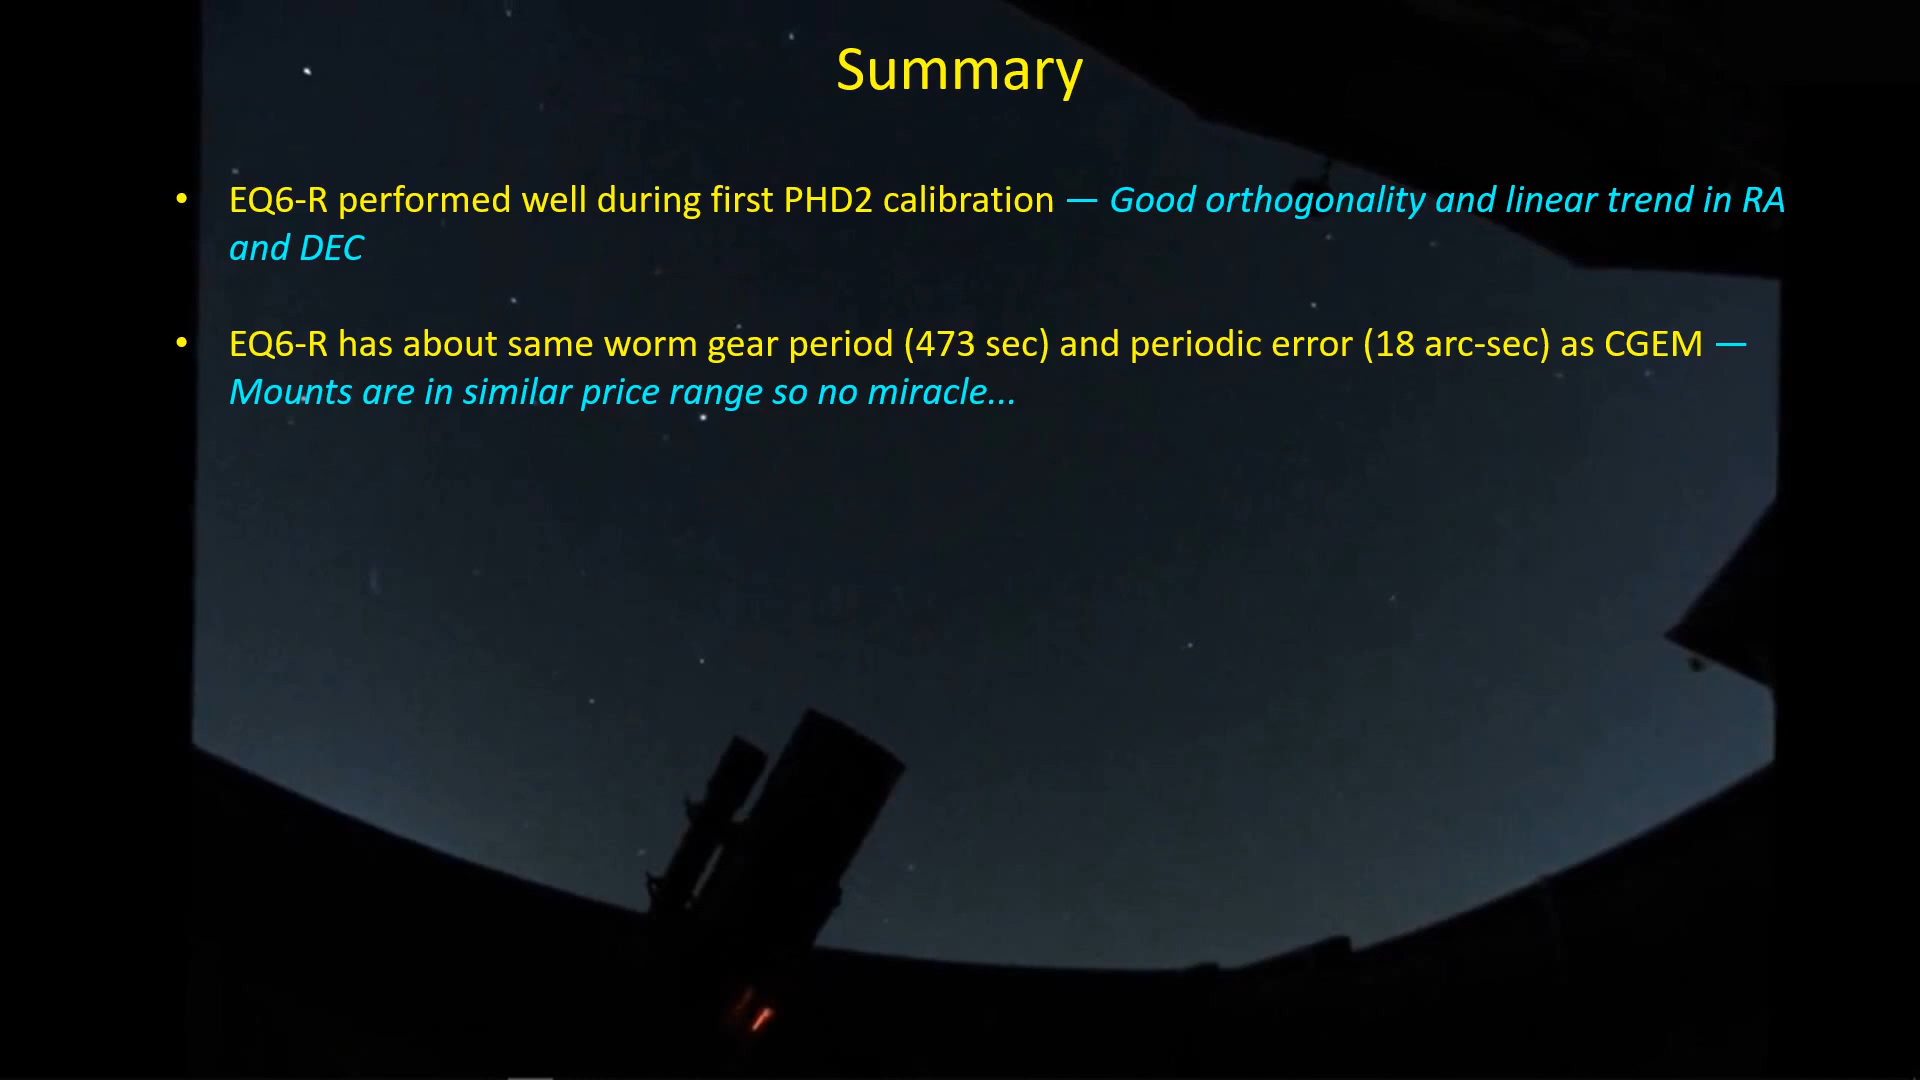 Summary
• EQ6-R performed well during first PHD2 calibration — Good orthogonality and linear trend in RA
and DEC
• EQ6-R has about same worm gear period (473 sec) and periodic error (18 arc-sec) as CGEM —
Mounts are in similar price range so no miracle...